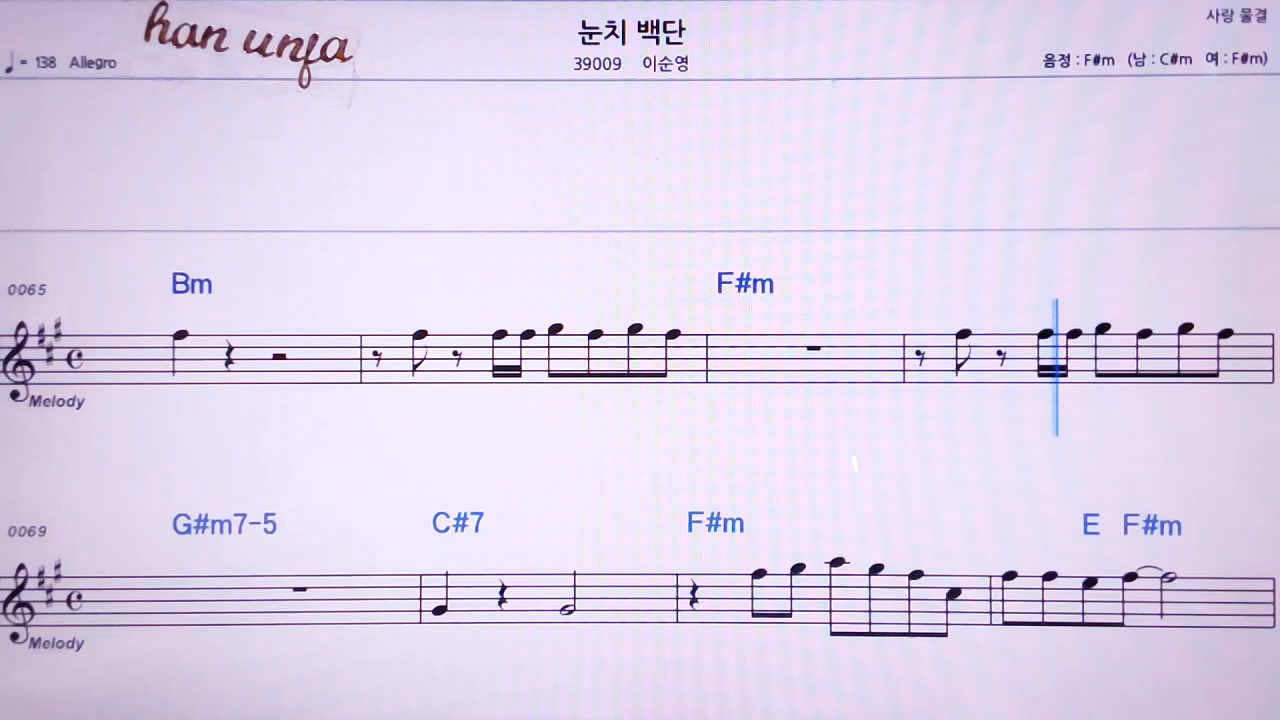 han unja
눈치 백단
사랑 물결
♩= 138 Allegro
39009 이순영
음정 : F#m (남 : C#m 여 : F#m)
0065
Bm F#m
Melody
0069
G#m7-5 C#7 F#m E F#m
Melody